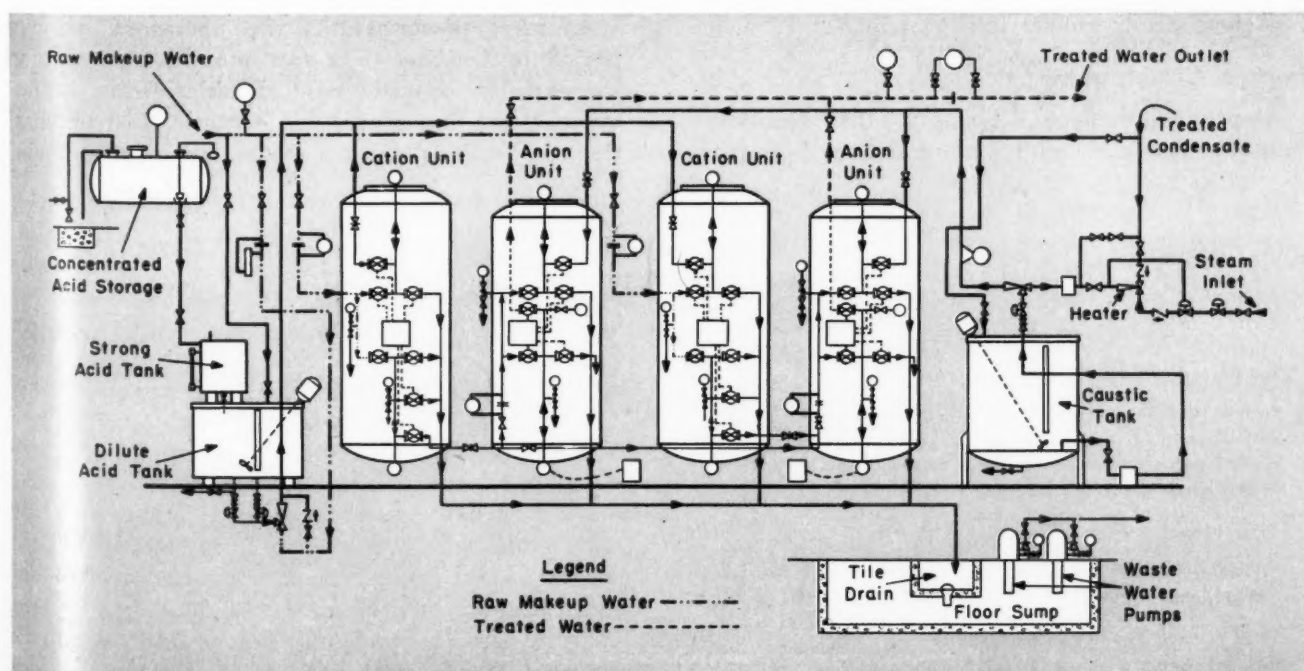 Raw Makeup Water
Treated Water Outlet
Cation Unit
Anion
Unit
Cation Unit
Anion
Unit
Treated
Condensate
Concentrated
Acid Storage
Steam
Inlet
Heater
Strong
Acid Tank
Caustic
Tank
Dilute
Acid Tank
Legend
Raw Makeup Water
Treated Water
Tile
Drain
Floor Sump
Waste
Water
Pumps